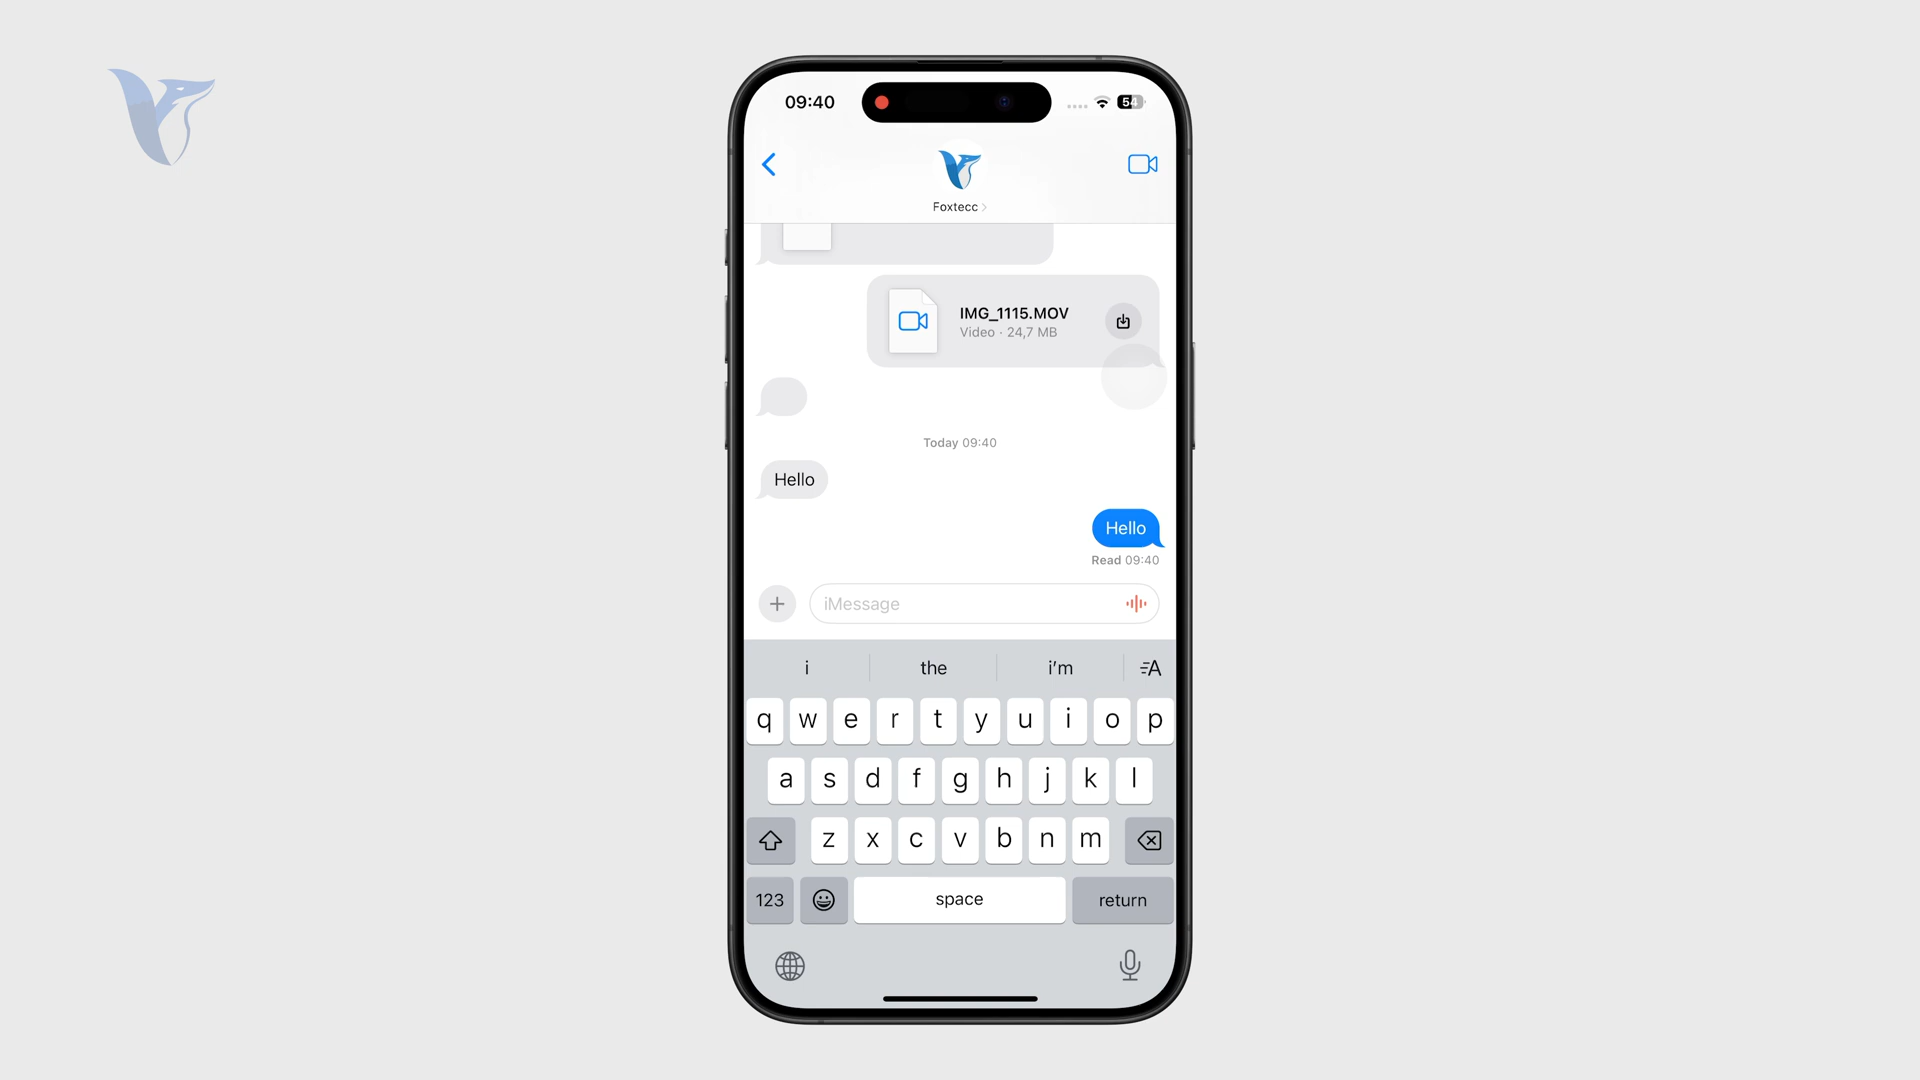 09:40
54
Foxtecc
IMG_1115.MOV
Video · 24,7 MB
Today 09:40
Hello
Hello
Read 09:40
iMessage
i the i'm
A
q w e r t y u i o p
a s d f g h j k l
z x c v b n m
123 space return